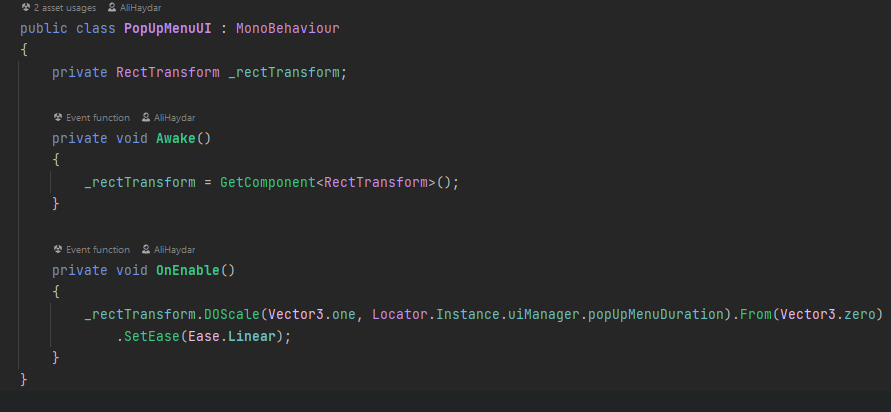 2 asset usages AliHaydar
public class PopUpMenuUI : MonoBehaviour
{
    private RectTransform _rectTransform;
    Event function AliHaydar
    private void Awake()
    {
        _rectTransform = GetComponent<RectTransform>();
    }
    Event function AliHaydar
    private void OnEnable()
    {
        _rectTransform.DOScale(Vector3.one, Locator.Instance.uiManager.popUpMenuDuration).From(Vector3.zero)
            .SetEase(Ease.Linear);
    }
}